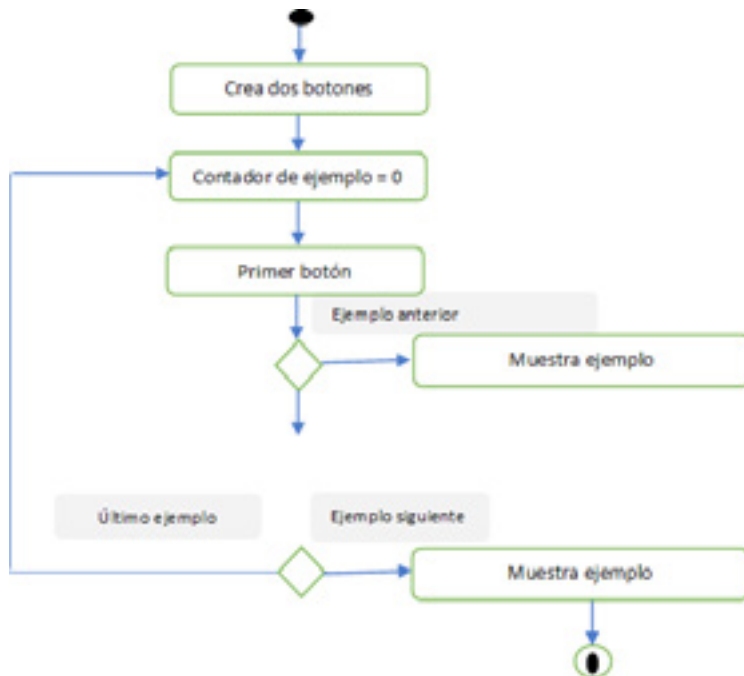 Crea dos botones
Contador de ejemplo = 0
Primer botón
Ejemplo anterior
Muestra ejemplo
Último ejemplo
Ejemplo siguiente
Muestra ejemplo